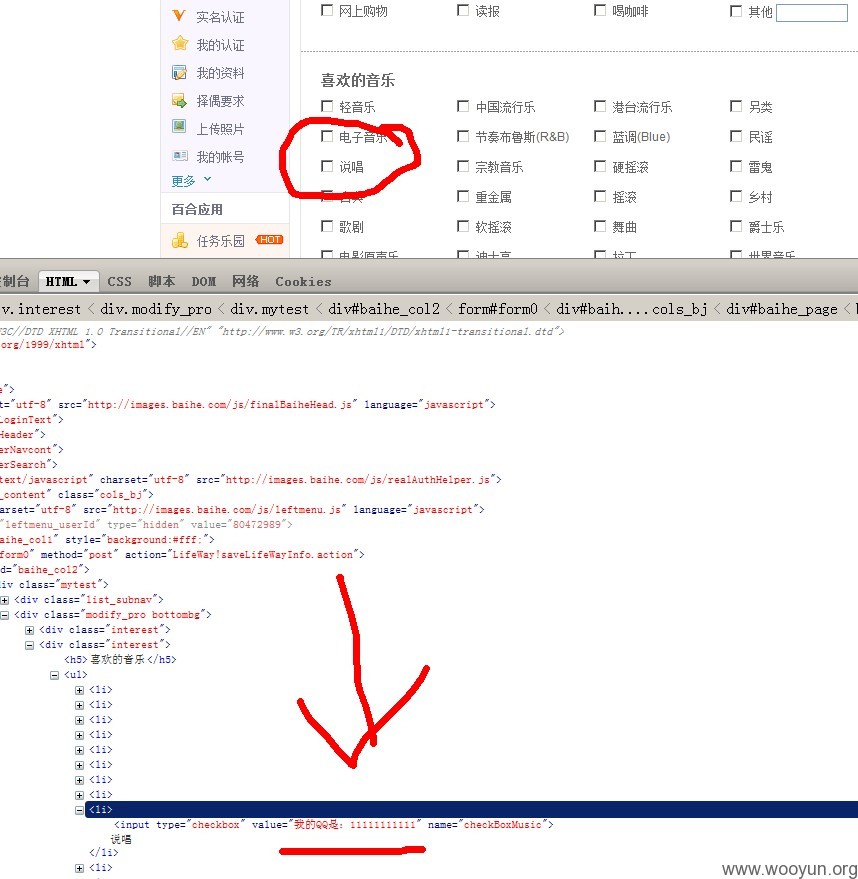 实名认证 网上购物 读报 喝咖啡 其他
我的认证
我的资料 喜欢的音乐
择偶要求 轻音乐 中国流行乐 港台流行乐 另类
上传照片 电子音乐 节奏布鲁斯(R&B) 蓝调(Blue) 民谣
我的帐号 说唱 宗教音乐 硬摇滚 雷鬼
更多 重金属 摇滚 乡村
百合应用
任务乐园 HOT 歌剧 软摇滚 舞曲 爵士乐
电影原声乐 迪士高 拉丁 世界音乐
制台 HTML CSS 脚本 DOM 网络 Cookies
v.interest < div.modify_pro < div.mytest < div#baihe_col2 < form#form0 < div#baih....cols_bj < div#baihe_page <
3C//DTD XHTML 1.0 Transitional//EN" "http://www.w3.org/TR/xhtml1/DTD/xhtml1-transitional.dtd">
org/1999/xhtml">
e">
t="utf-8" src="http://images.baihe.com/js/finalBaiheHead.js" language="javascript">
LoginText">
Header">
erNavcont">
erSearch">
text/javascript" charset="utf-8" src="http://images.baihe.com/js/realAuthHelper.js">
_content" class="cols_bj">
arset="utf-8" src="http://images.baihe.com/js/leftmenu.js" language="javascript">
"leftmenu_userId" type="hidden" value="80472989">
aihe_col1" style="background:#fff;">
form0" method="post" action="LifeWay!saveLifeWayInfo.action">
d="baihe_col2">
iv class="mytest">
<div class="list_subnav">
<div class="modify_pro bottombg">
<div class="interest">
<div class="interest">
<h5>喜欢的音乐</h5>
<ul>
<li>
<li>
<li>
<li>
<li>
<li>
<li>
<li>
<li>
<input type="checkbox" value="我的QQ是：11111111111" name="checkBoxMusic">
说唱
</li>
<li>
www.wooyun.org